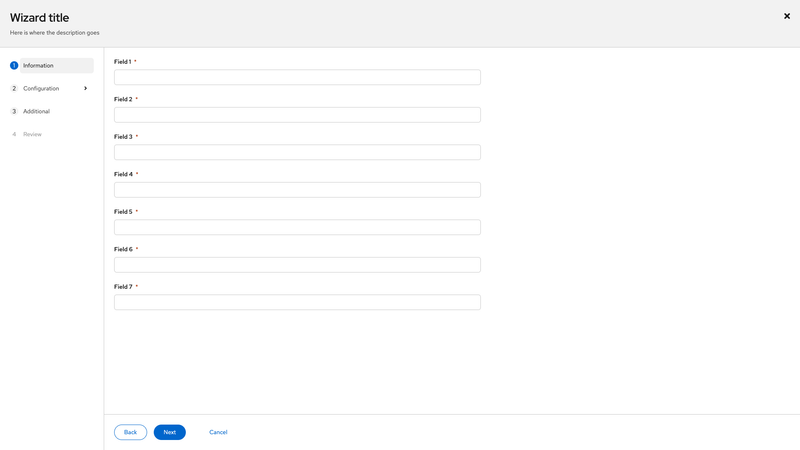 Wizard title
Here is where the description goes
1 Information
2 Configuration
3 Additional
4 Review
Field 1 *
Field 2 *
Field 3 *
Field 4 *
Field 5 *
Field 6 *
Field 7 *
Back Next Cancel